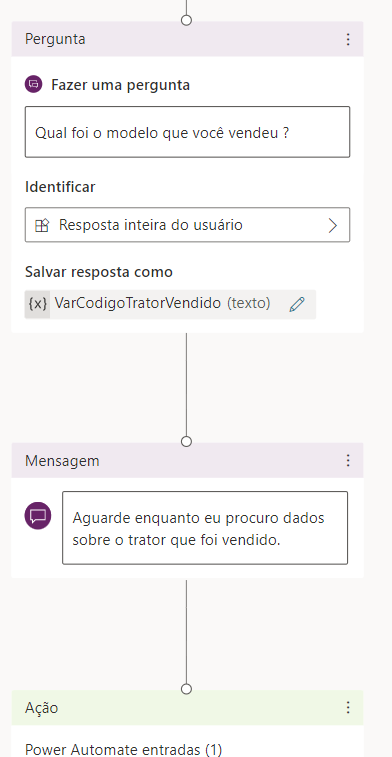 Pergunta
Fazer uma pergunta
Qual foi o modelo que você vendeu ?
Identificar
Resposta inteira do usuário
Salvar resposta como
{x} VarCodigoTratorVendido (texto)
Mensagem
Aguarde enquanto eu procuro dados
sobre o trator que foi vendido.
Ação
Power Automate entradas (1)